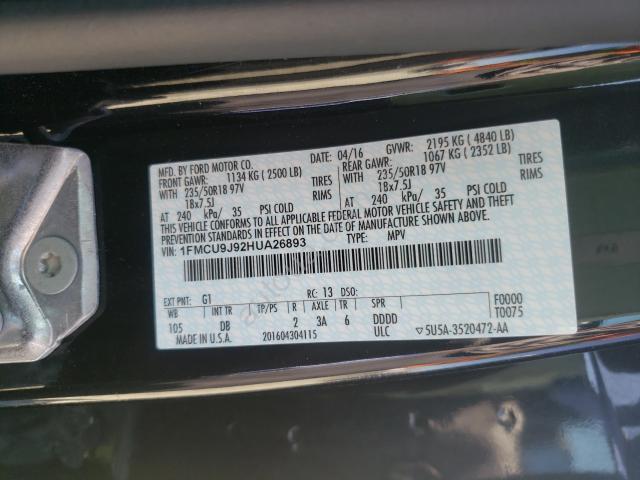 MFD. BY FORD MOTOR CO. DATE: 04/16 GVWR: 2195 KG ( 4840 LB)
FRONT GAWR: 1134 KG ( 2500 LB) REAR GAWR: 1067 KG ( 2352 LB)
WITH 235/50R18 97V TIRES WITH 235/50R18 97V TIRES
18x7.5J RIMS 18x7.5J RIMS
AT 240 kPa/ 35 PSI COLD AT 240 kPa/ 35 PSI COLD
THIS VEHICLE CONFORMS TO ALL APPLICABLE FEDERAL MOTOR VEHICLE SAFETY AND THEFT
PREVENTION STANDARDS IN EFFECT ON THE DATE OF MANUFACTURE SHOWN ABOVE.
VIN: 1FMCU9J92HUA26893 TYPE: MPV
F0000
T0075
EXT PNT: G1 RC: 13 DSO:
WB DB TP/PS R AXLE TR SPR
105 2 3A 6 DDDD
MADE IN U.S.A. 201604304115 ULC 5U5A-3520472-AA